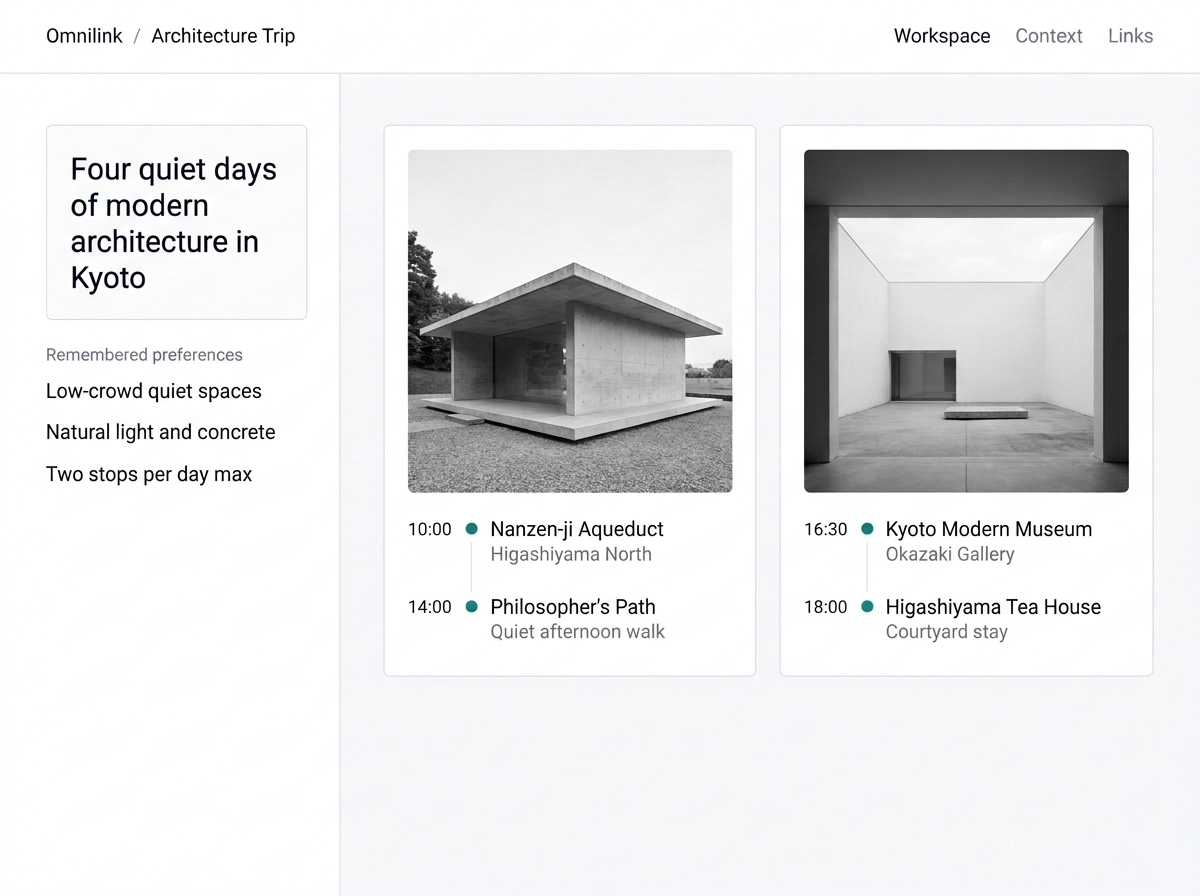 Omnilink / Architecture Trip
Workspace Context Links
Four quiet days
of modern
architecture in
Kyoto
Remembered preferences
Low-crowd quiet spaces
Natural light and concrete
Two stops per day max
10:00 Nanzen-ji Aqueduct
Higashiyama North
14:00 Philosopher’s Path
Quiet afternoon walk
16:30 Kyoto Modern Museum
Okazaki Gallery
18:00 Higashiyama Tea House
Courtyard stay